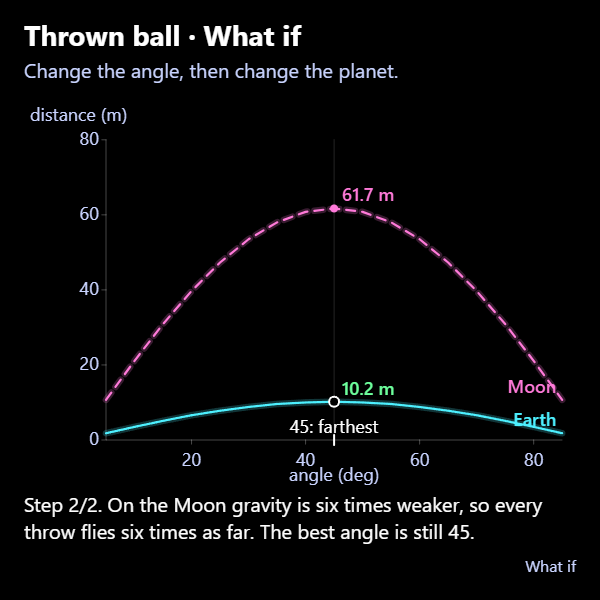 Thrown ball · What if
Change the angle, then change the planet.
distance (m)
80
61.7 m
60
40
20
10.2 m
Moon
Earth
45: farthest
0
20
40
60
80
angle (deg)
Step 2/2. On the Moon gravity is six times weaker, so every
throw flies six times as far. The best angle is still 45.
What if